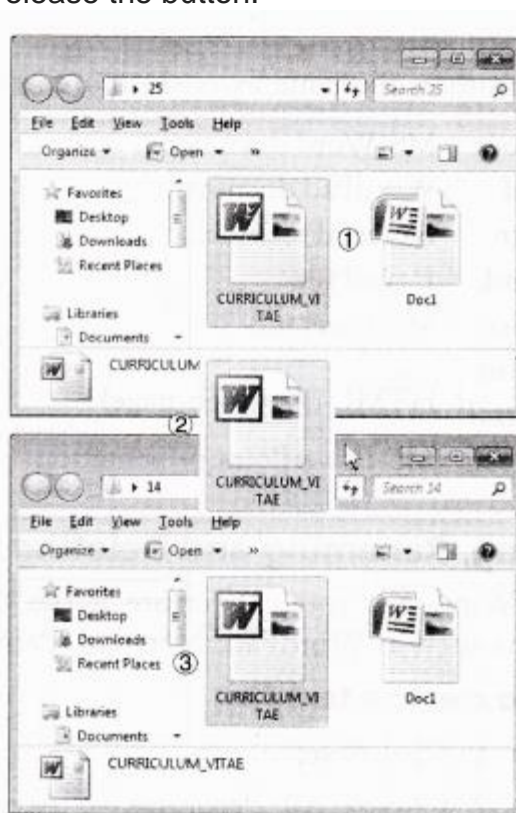 elease the button.
25
Search 25
File Edit View Tools Help
Organize Open »
Favorites
Desktop
Downloads
Recent Places
Libraries
Documents
①
CURRICULUM_VI
TAE
Doc1
CURRICULUM
②
CURRICULUM_VI
TAE
14
Search 14
File Edit View Tools Help
Organize Open »
Favorites
Desktop
Downloads
Recent Places
Libraries
Documents
③
CURRICULUM_VI
TAE
Doc1
CURRICULUM_VITAE